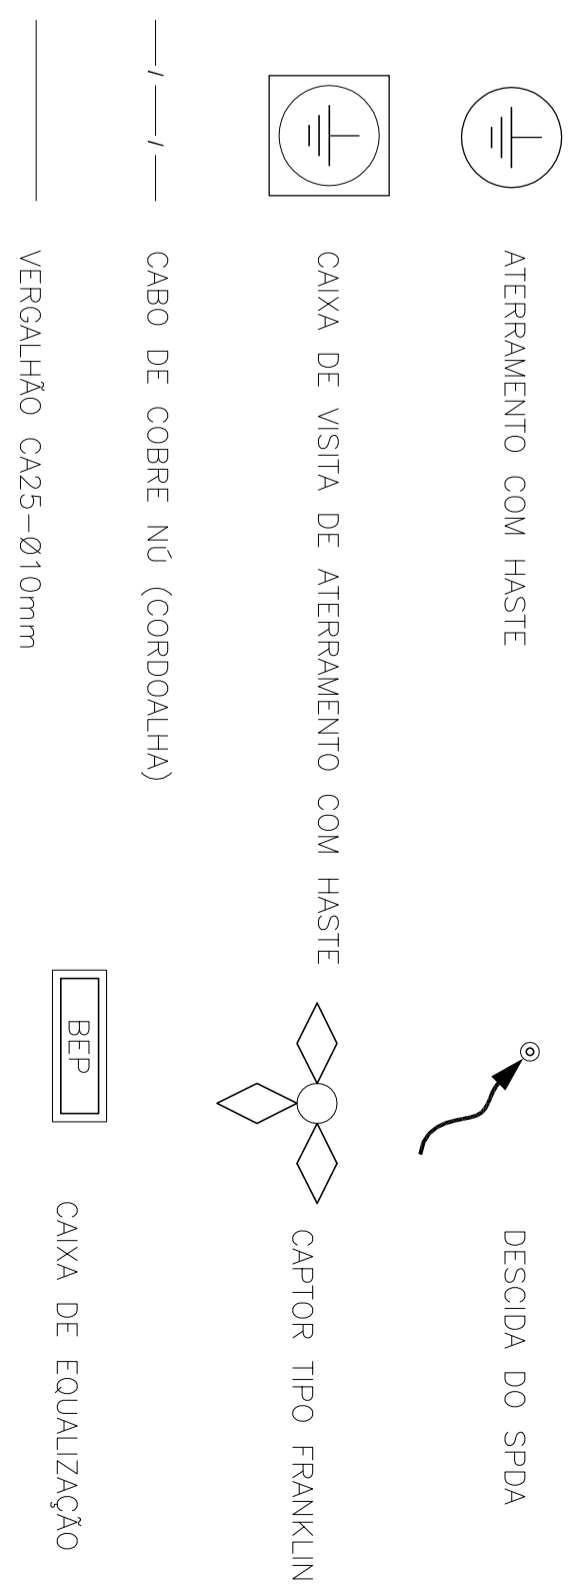 ATERRAMENTO COM HASTE
CAIXA DE VISITA DE ATERRAMENTO COM HASTE
CABO DE COBRE NÚ (CORDOALHA)
VERGALHÃO CA25-Ø10mm
DESCIDA DO SPDA
CAPTOR TIPO FRANKLIN
BEP
CAIXA DE EQUALIZAÇÃO